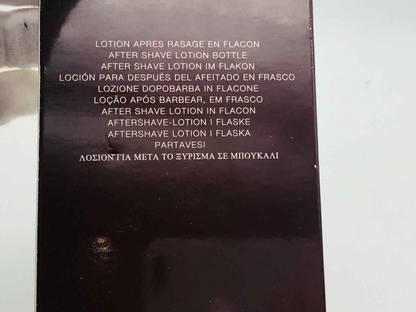 LOTION APRES RASAGE EN FLACON
AFTER SHAVE LOTION BOTTLE
AFTER SHAVE LOTION IM FLAKON
LOCIÓN PARA DESPUÉS DEL AFEITADO EN FRASCO
LOZIONE DOPOBARBA IN FLACONE
LOÇÃO APÓS BARBEAR, EM FRASCO
AFTER SHAVE LOTION IN FLACON
AFTERSHAVE-LOTION I FLASKE
AFTERSHAVE LOTION I FLASKA
PARTAVESI
ΛΟΣΙΟΝ ΓΙΑ ΜΕΤΑ ΤΟ ΞΥΡΙΣΜΑ ΣΕ ΜΠΟΥΚΑΛΙ